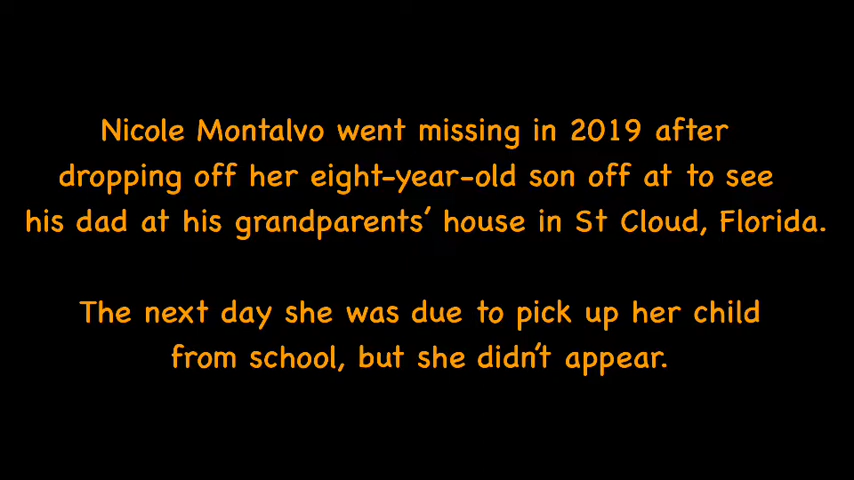 Nicole Montalvo went missing in 2019 after
dropping off her eight-year-old son off at to see
his dad at his grandparents’ house in St Cloud, Florida.
The next day she was due to pick up her child
from school, but she didn’t appear.